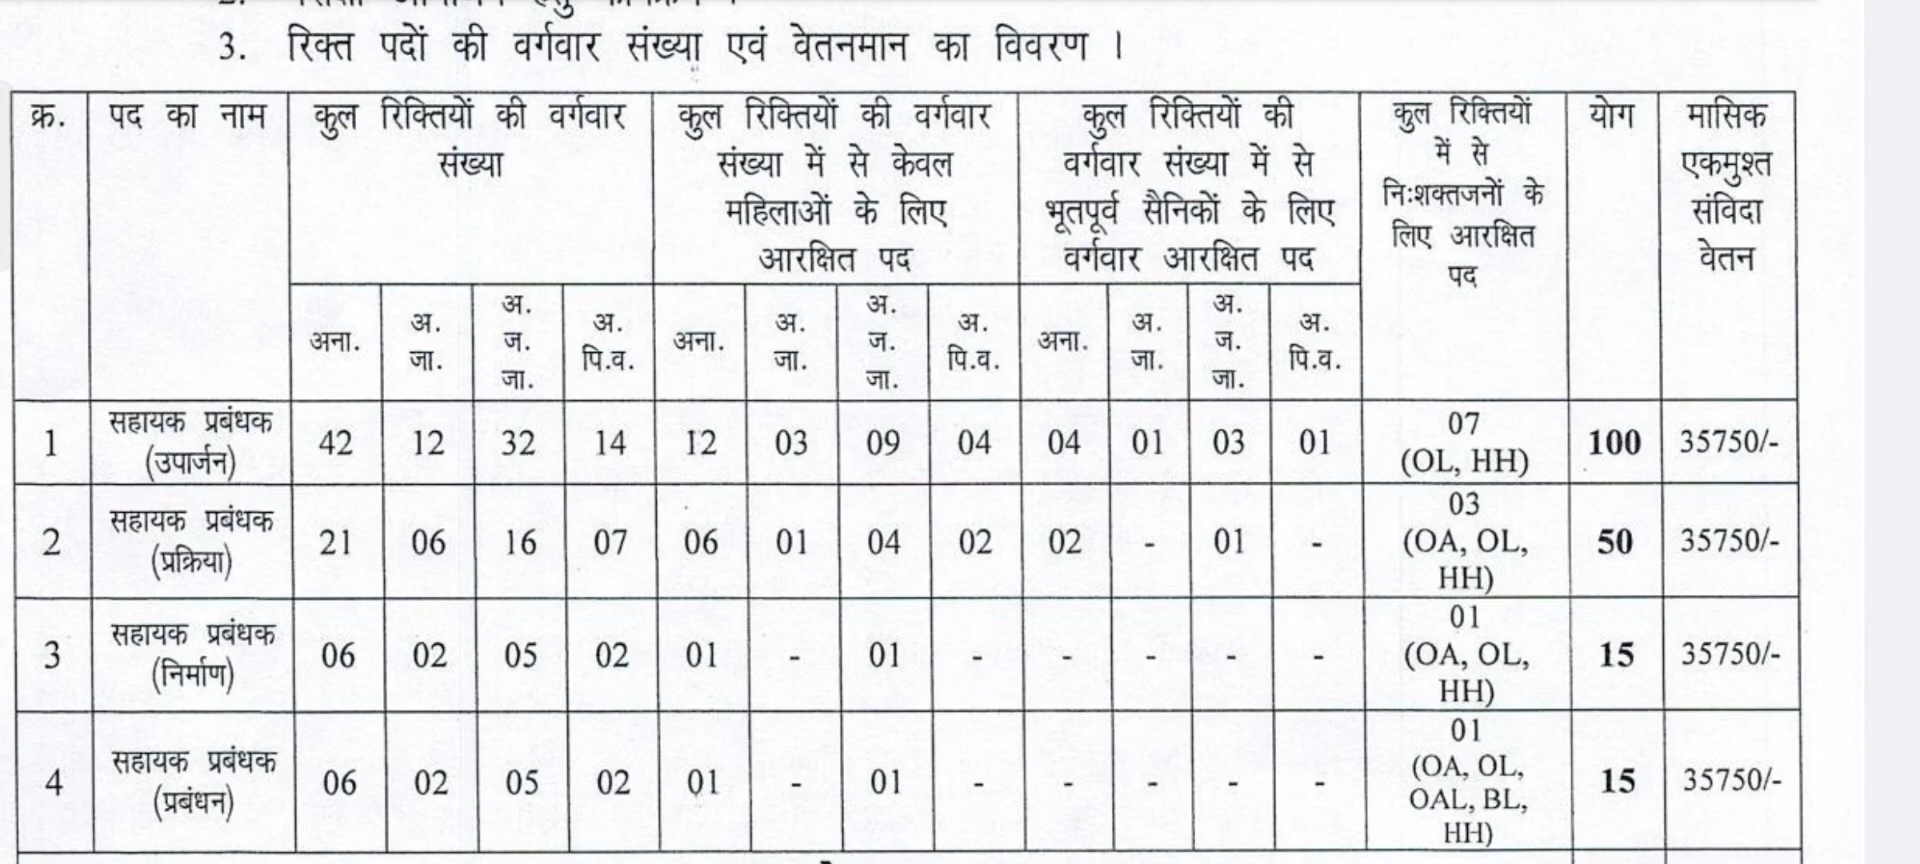 3. रिक्त पदों की वर्गवार संख्या एवं वेतनमान का विवरण ।
क्र. पद का नाम कुल रिक्तियों की वर्गवार संख्या कुल रिक्तियों की वर्गवार संख्या में से केवल महिलाओं के लिए आरक्षित पद कुल रिक्तियों की वर्गवार संख्या में से भूतपूर्व सैनिकों के लिए वर्गवार आरक्षित पद कुल रिक्तियों में से निःशक्तजनों के लिए आरक्षित पद योग मासिक एकमुश्त संविदा वेतन
अना. अ. जा. अ. ज. जा. अ. पि.व. अना. अ. जा. अ. ज. जा. अ. पि.व. अना. अ. जा. अ. ज. जा. अ. पि.व.
1 सहायक प्रबंधक (उपार्जन) 42 12 32 14 12 03 09 04 04 01 03 01 07 (OL, HH) 100 35750/-
2 सहायक प्रबंधक (प्रक्रिया) 21 06 16 07 06 01 04 02 02 - 01 - 03 (OA, OL, HH) 50 35750/-
3 सहायक प्रबंधक (निर्माण) 06 02 05 02 01 - 01 - - - - - 01 (OA, OL, HH) 15 35750/-
4 सहायक प्रबंधक (प्रबंधन) 06 02 05 02 01 - 01 - - - - - 01 (OA, OL, OAL, BL, HH) 15 35750/-